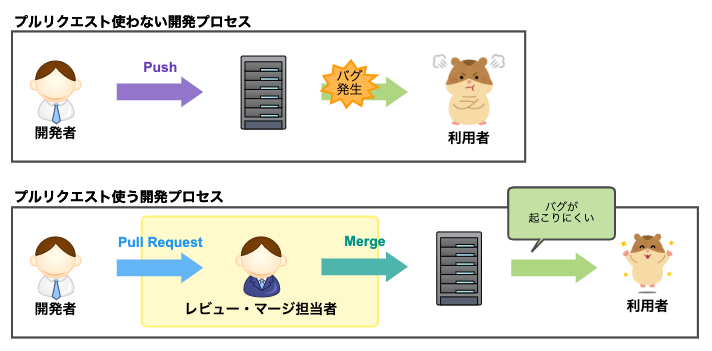 プルリクエスト使わない開発プロセス
Push
バグ
発生
開発者
利用者
プルリクエスト使う開発プロセス
バグが
起こりにくい
Pull Request
Merge
開発者
レビュー・マージ担当者
利用者